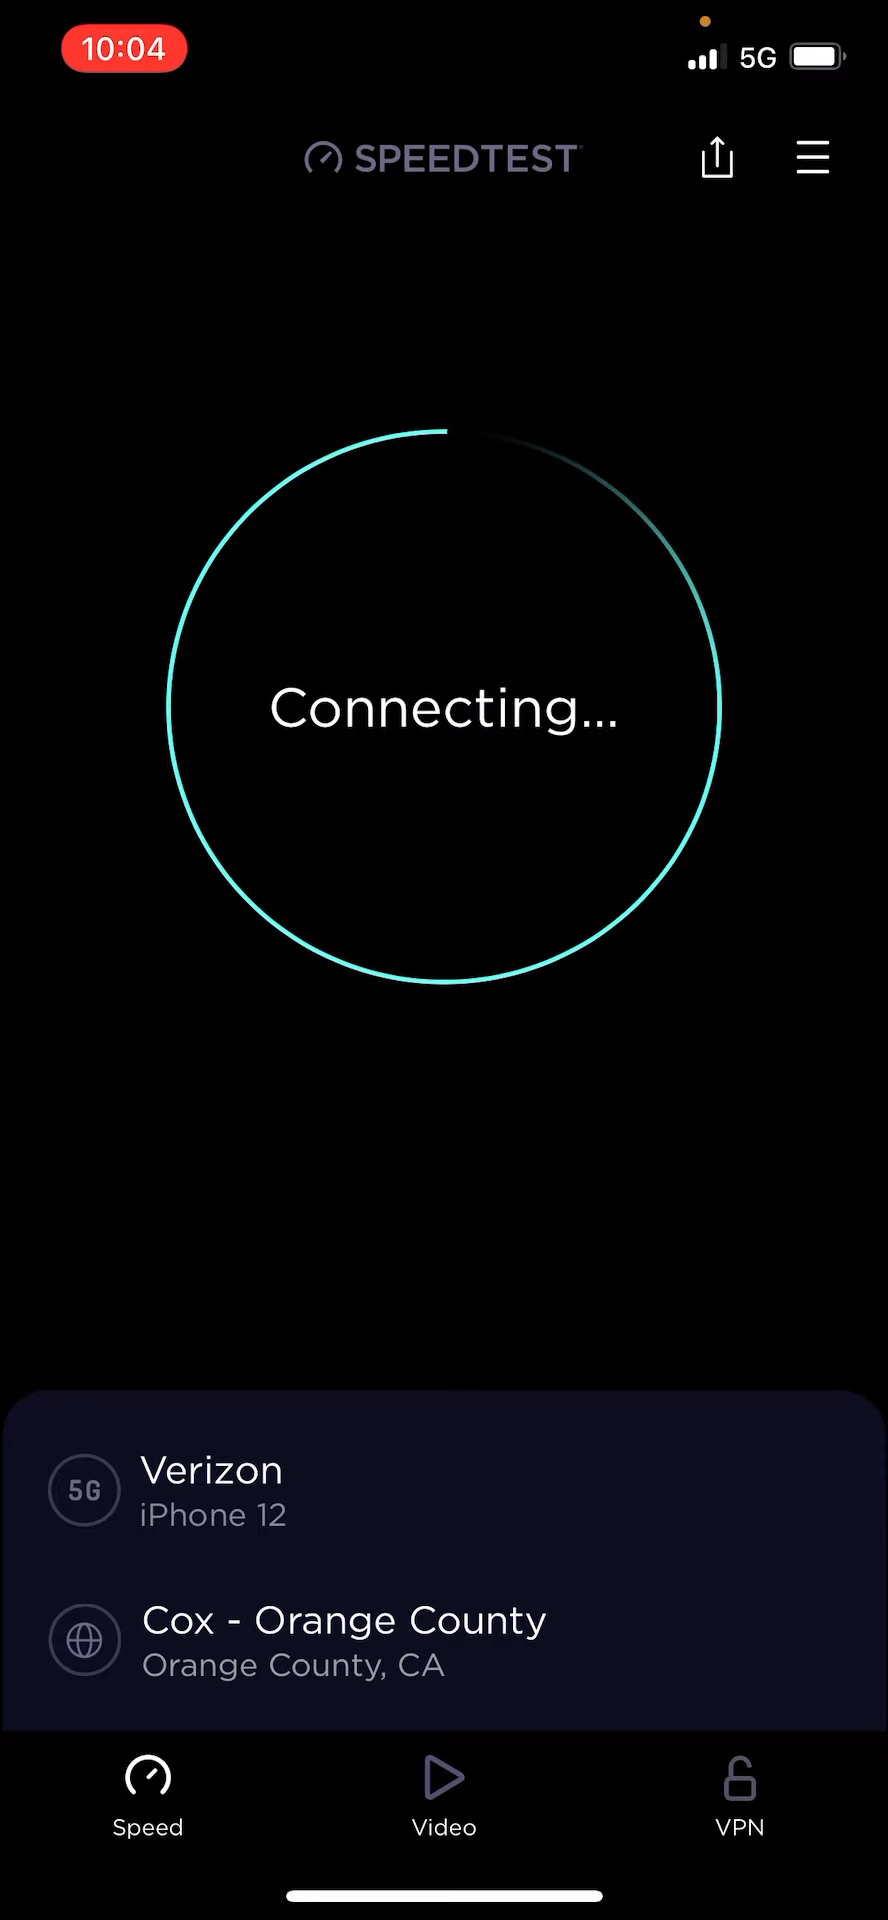 10:04
5G
SPEEDTEST
Connecting...
5G
Verizon
iPhone 12
Cox - Orange County
Orange County, CA
Speed
Video
VPN